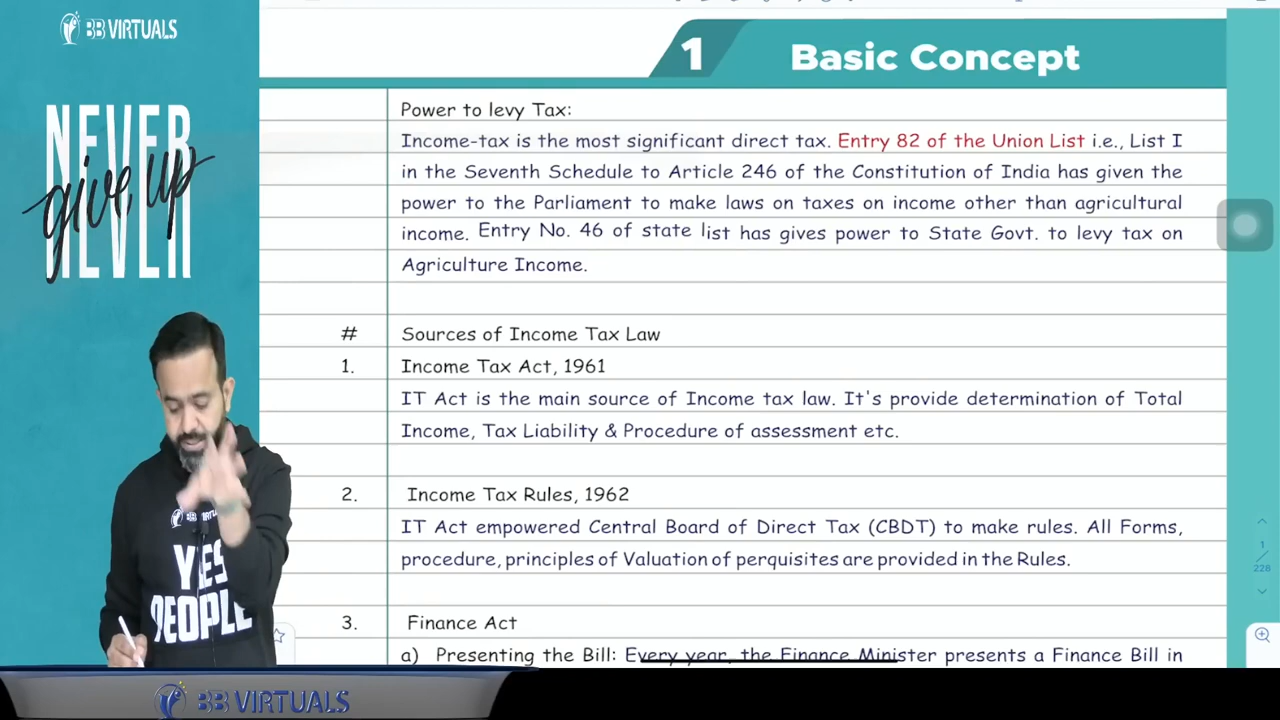 BB VIRTUALS
1 Basic Concept
NEVER
give up
NEVER
Power to levy Tax:
Income-tax is the most significant direct tax. Entry 82 of the Union List i.e., List I
in the Seventh Schedule to Article 246 of the Constitution of India has given the
power to the Parliament to make laws on taxes on income other than agricultural
income. Entry No. 46 of state list has gives power to State Govt. to levy tax on
Agriculture Income.
# Sources of Income Tax Law
1. Income Tax Act, 1961
IT Act is the main source of Income tax law. It's provide determination of Total
Income, Tax Liability & Procedure of assessment etc.
2. Income Tax Rules, 1962
IT Act empowered Central Board of Direct Tax (CBDT) to make rules. All Forms,
procedure, principles of Valuation of perquisites are provided in the Rules.
1
228
3. Finance Act
a) Presenting the Bill: Every year, the Finance Minister presents a Finance Bill in
YES
PEOPLE
BB VIRTUALS